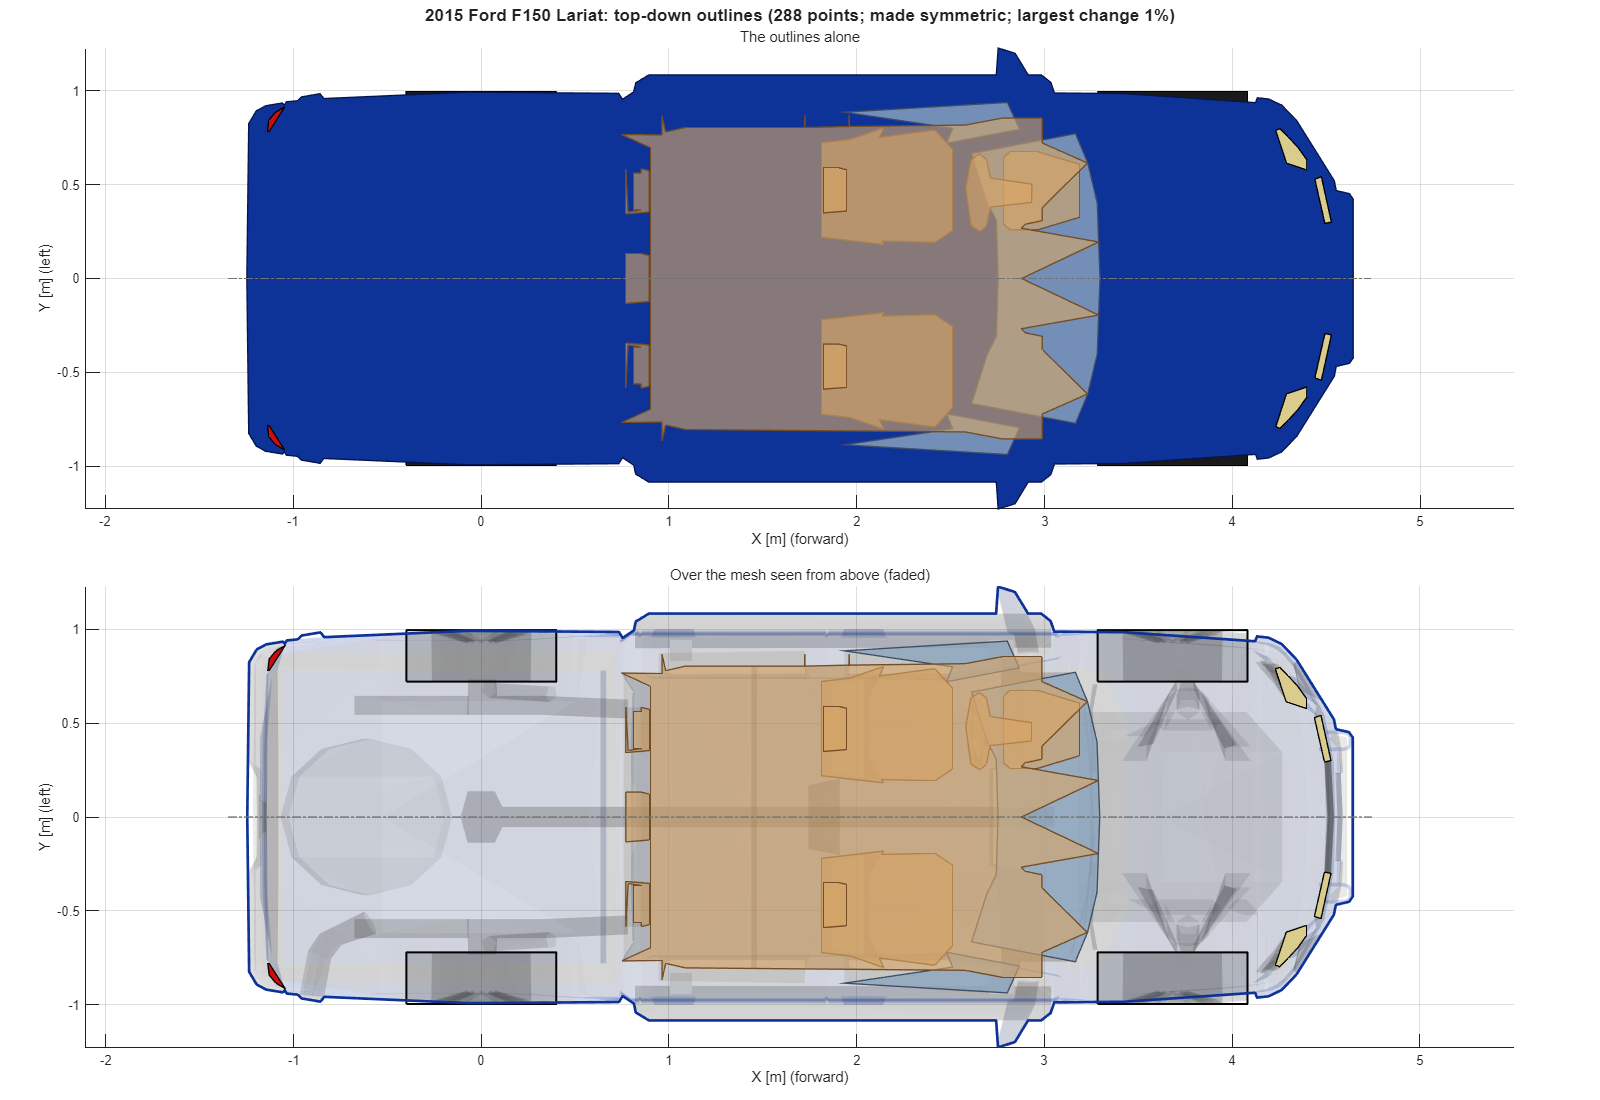 2015 Ford F150 Lariat: top-down outlines (288 points; made symmetric; largest change 1%)
The outlines alone
1
0.5
0
-0.5
-1
Y [m] (left)
-2 -1 0 1 2 3 4 5
X [m] (forward)
Over the mesh seen from above (faded)
1
0.5
0
-0.5
-1
Y [m] (left)
-2 -1 0 1 2 3 4 5
X [m] (forward)